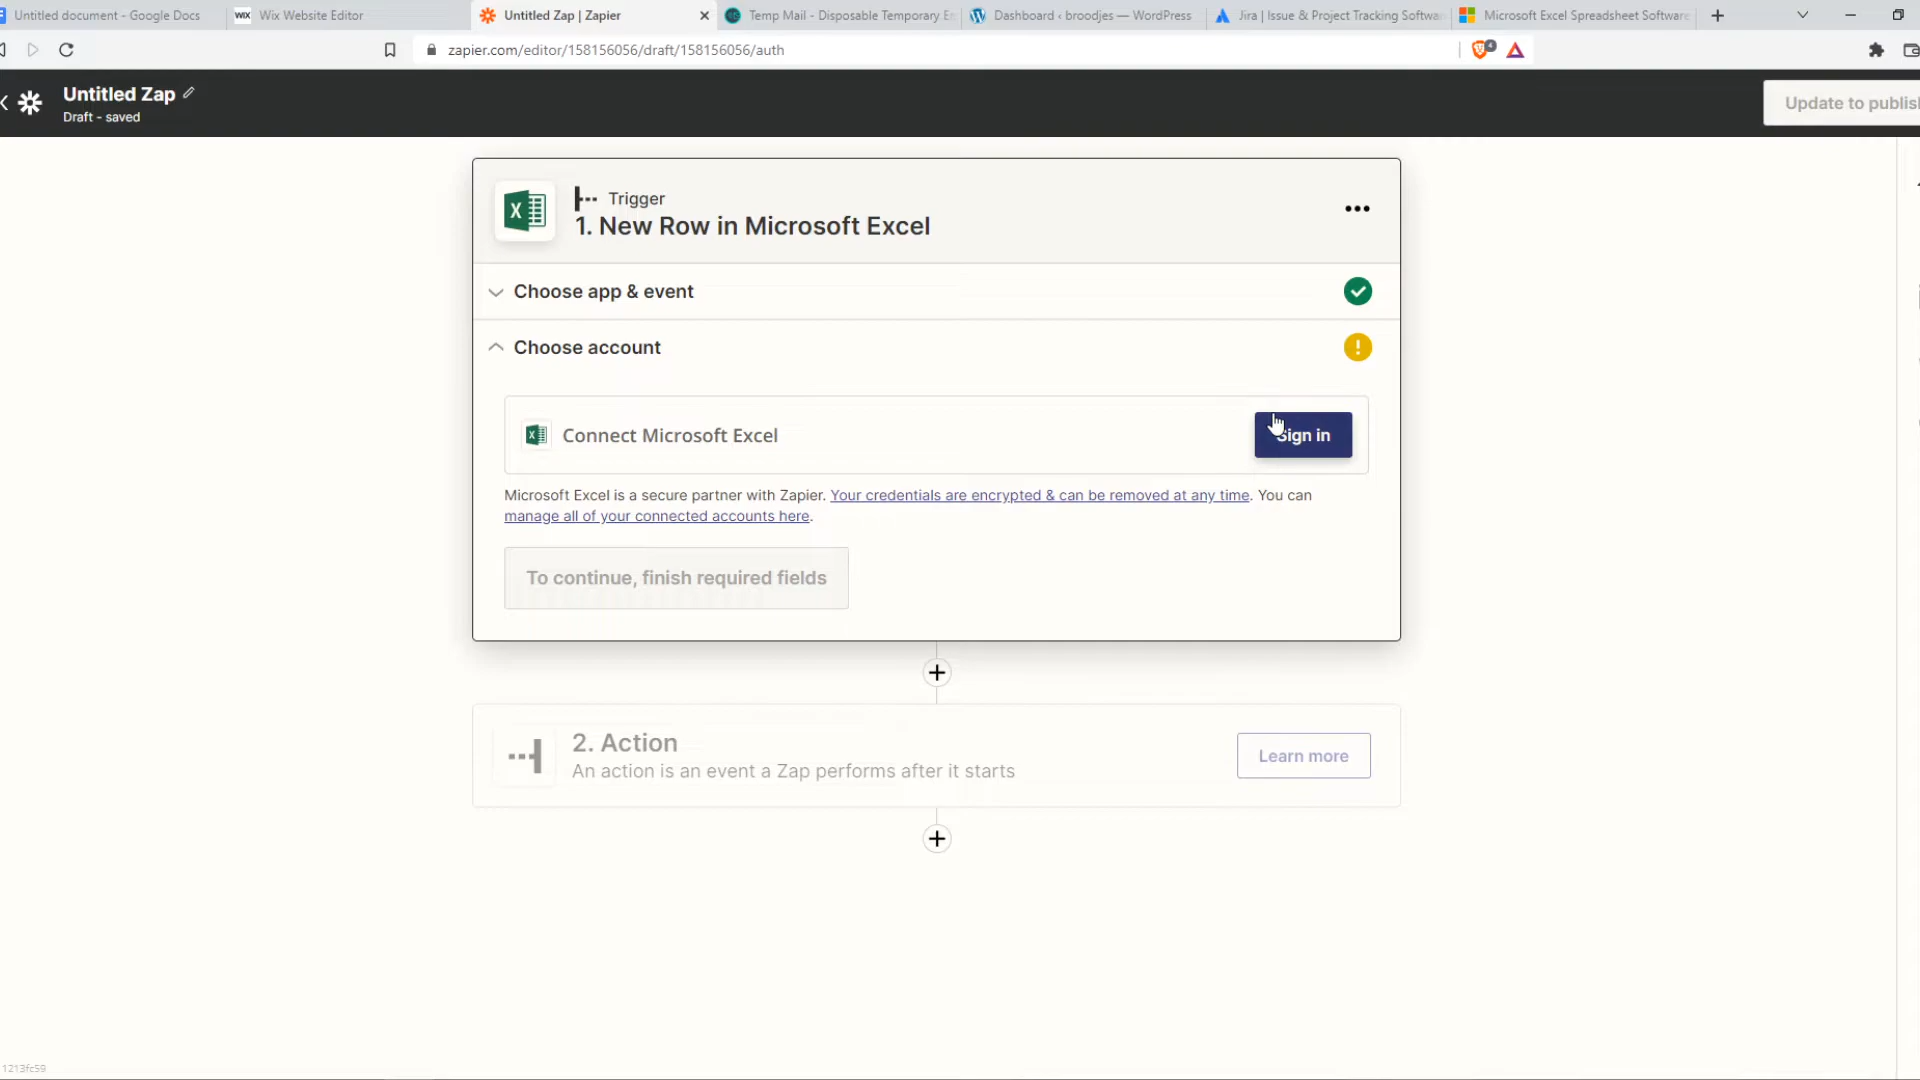 Untitled document - Google Docs
WIX Wix Website Editor
Untitled Zap | Zapier
Temp Mail - Disposable Temporary E
Dashboard ‹ broodjes — WordPress
Jira | Issue & Project Tracking Softwar
Microsoft Excel Spreadsheet Software
zapier.com/editor/158156056/draft/158156056/auth
4
Untitled Zap
Draft - saved
Update to publish
Trigger
1. New Row in Microsoft Excel
Choose app & event
Choose account
Connect Microsoft Excel
Sign in
Microsoft Excel is a secure partner with Zapier. Your credentials are encrypted & can be removed at any time. You can
manage all of your connected accounts here.
To continue, finish required fields
2. Action
An action is an event a Zap performs after it starts
Learn more
1213fc59